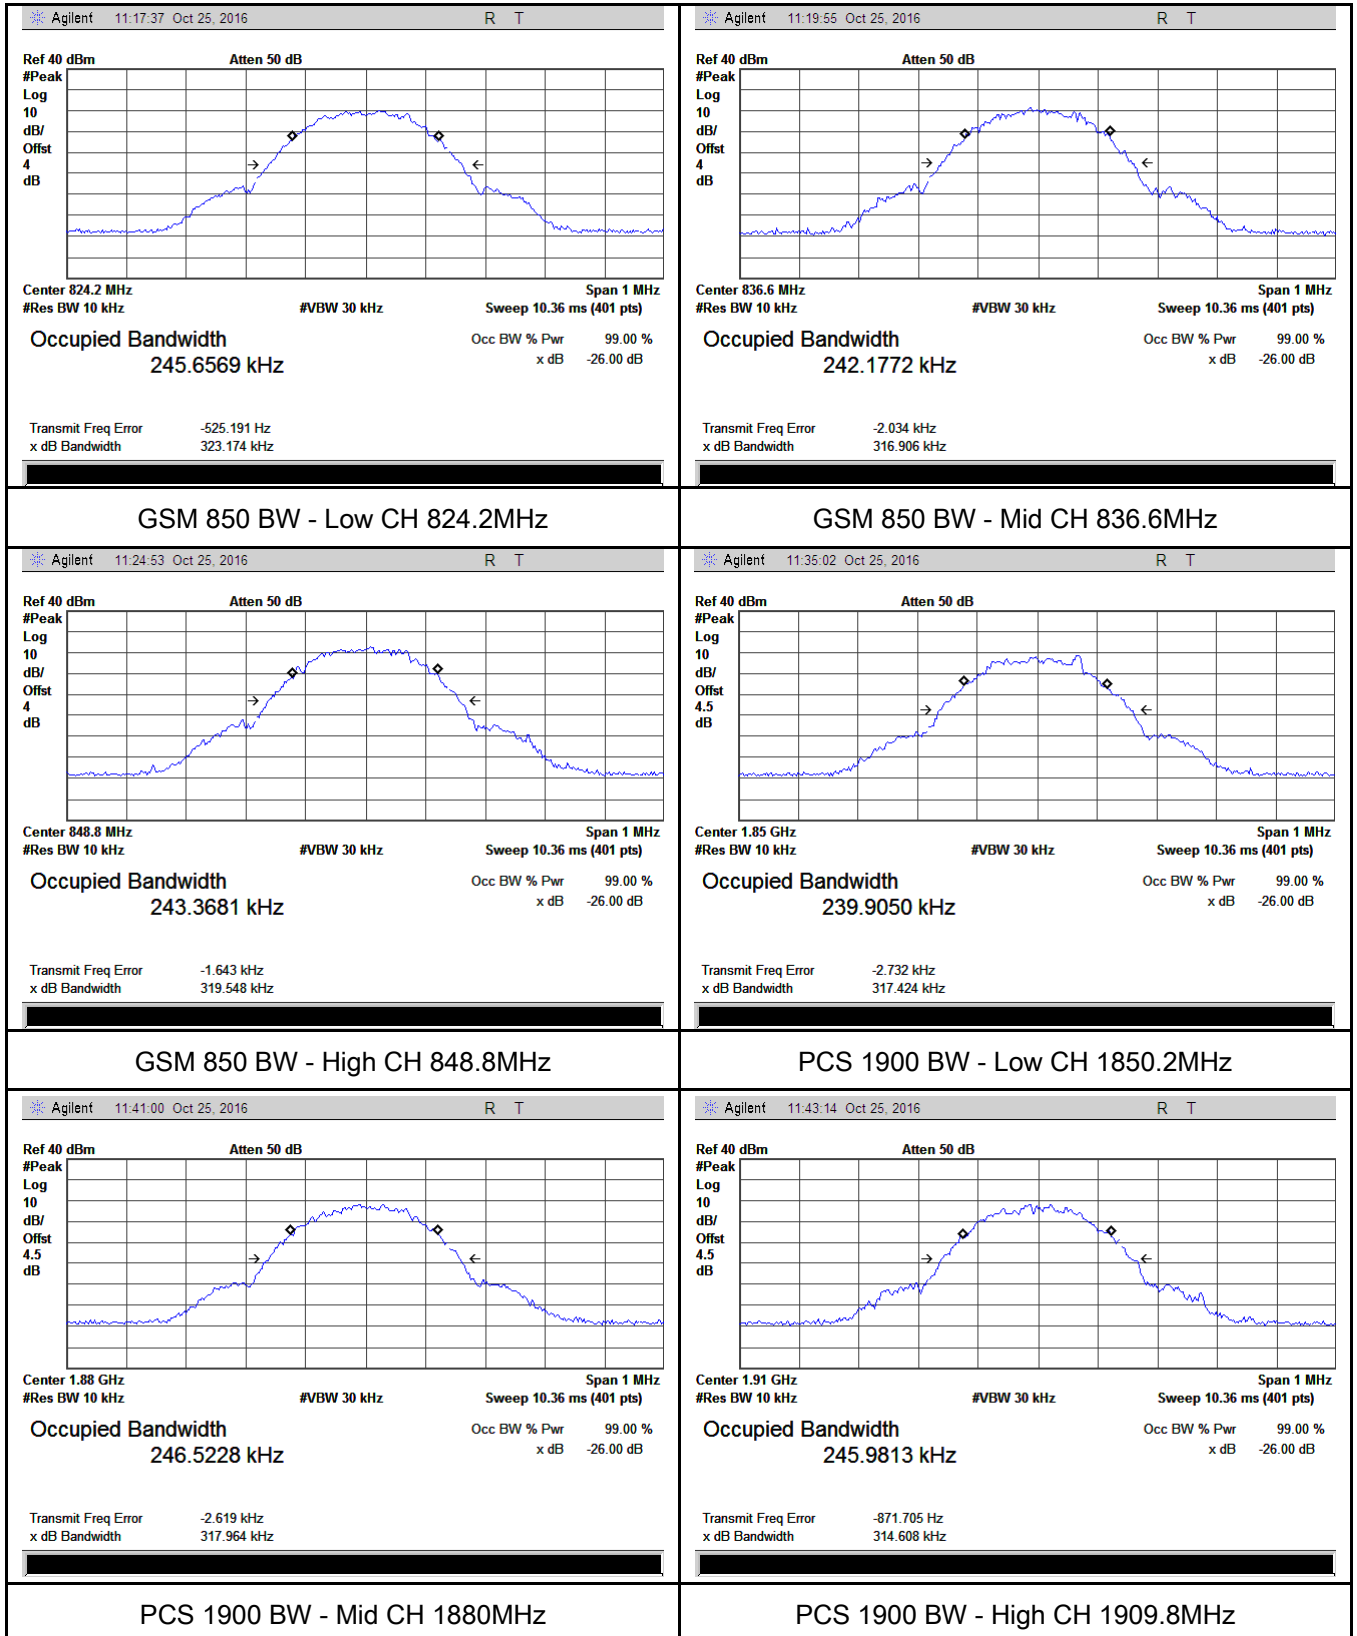 Agilent 11:17:37 Oct 25, 2016 R T
Ref 40 dBm Atten 50 dB
#Peak
Log
10
dB/
Offst
4
dB
Center 824.2 MHz Span 1 MHz
#Res BW 10 kHz #VBW 30 kHz Sweep 10.36 ms (401 pts)
Occupied Bandwidth Occ BW % Pwr 99.00 %
245.6569 kHz x dB -26.00 dB
Transmit Freq Error -525.191 Hz
x dB Bandwidth 323.174 kHz
GSM 850 BW - Low CH 824.2MHz
Agilent 11:19:55 Oct 25, 2016 R T
Ref 40 dBm Atten 50 dB
#Peak
Log
10
dB/
Offst
4
dB
Center 836.6 MHz Span 1 MHz
#Res BW 10 kHz #VBW 30 kHz Sweep 10.36 ms (401 pts)
Occupied Bandwidth Occ BW % Pwr 99.00 %
242.1772 kHz x dB -26.00 dB
Transmit Freq Error -2.034 kHz
x dB Bandwidth 316.906 kHz
GSM 850 BW - Mid CH 836.6MHz
Agilent 11:24:53 Oct 25, 2016 R T
Ref 40 dBm Atten 50 dB
#Peak
Log
10
dB/
Offst
4
dB
Center 848.8 MHz Span 1 MHz
#Res BW 10 kHz #VBW 30 kHz Sweep 10.36 ms (401 pts)
Occupied Bandwidth Occ BW % Pwr 99.00 %
243.3681 kHz x dB -26.00 dB
Transmit Freq Error -1.643 kHz
x dB Bandwidth 319.548 kHz
GSM 850 BW - High CH 848.8MHz
Agilent 11:35:02 Oct 25, 2016 R T
Ref 40 dBm Atten 50 dB
#Peak
Log
10
dB/
Offst
4.5
dB
Center 1.85 GHz Span 1 MHz
#Res BW 10 kHz #VBW 30 kHz Sweep 10.36 ms (401 pts)
Occupied Bandwidth Occ BW % Pwr 99.00 %
239.9050 kHz x dB -26.00 dB
Transmit Freq Error -2.732 kHz
x dB Bandwidth 317.424 kHz
PCS 1900 BW - Low CH 1850.2MHz
Agilent 11:41:00 Oct 25, 2016 R T
Ref 40 dBm Atten 50 dB
#Peak
Log
10
dB/
Offst
4.5
dB
Center 1.88 GHz Span 1 MHz
#Res BW 10 kHz #VBW 30 kHz Sweep 10.36 ms (401 pts)
Occupied Bandwidth Occ BW % Pwr 99.00 %
246.5228 kHz x dB -26.00 dB
Transmit Freq Error -2.619 kHz
x dB Bandwidth 317.964 kHz
PCS 1900 BW - Mid CH 1880MHz
Agilent 11:43:14 Oct 25, 2016 R T
Ref 40 dBm Atten 50 dB
#Peak
Log
10
dB/
Offst
4.5
dB
Center 1.91 GHz Span 1 MHz
#Res BW 10 kHz #VBW 30 kHz Sweep 10.36 ms (401 pts)
Occupied Bandwidth Occ BW % Pwr 99.00 %
245.9813 kHz x dB -26.00 dB
Transmit Freq Error -871.705 Hz
x dB Bandwidth 314.608 kHz
PCS 1900 BW - High CH 1909.8MHz